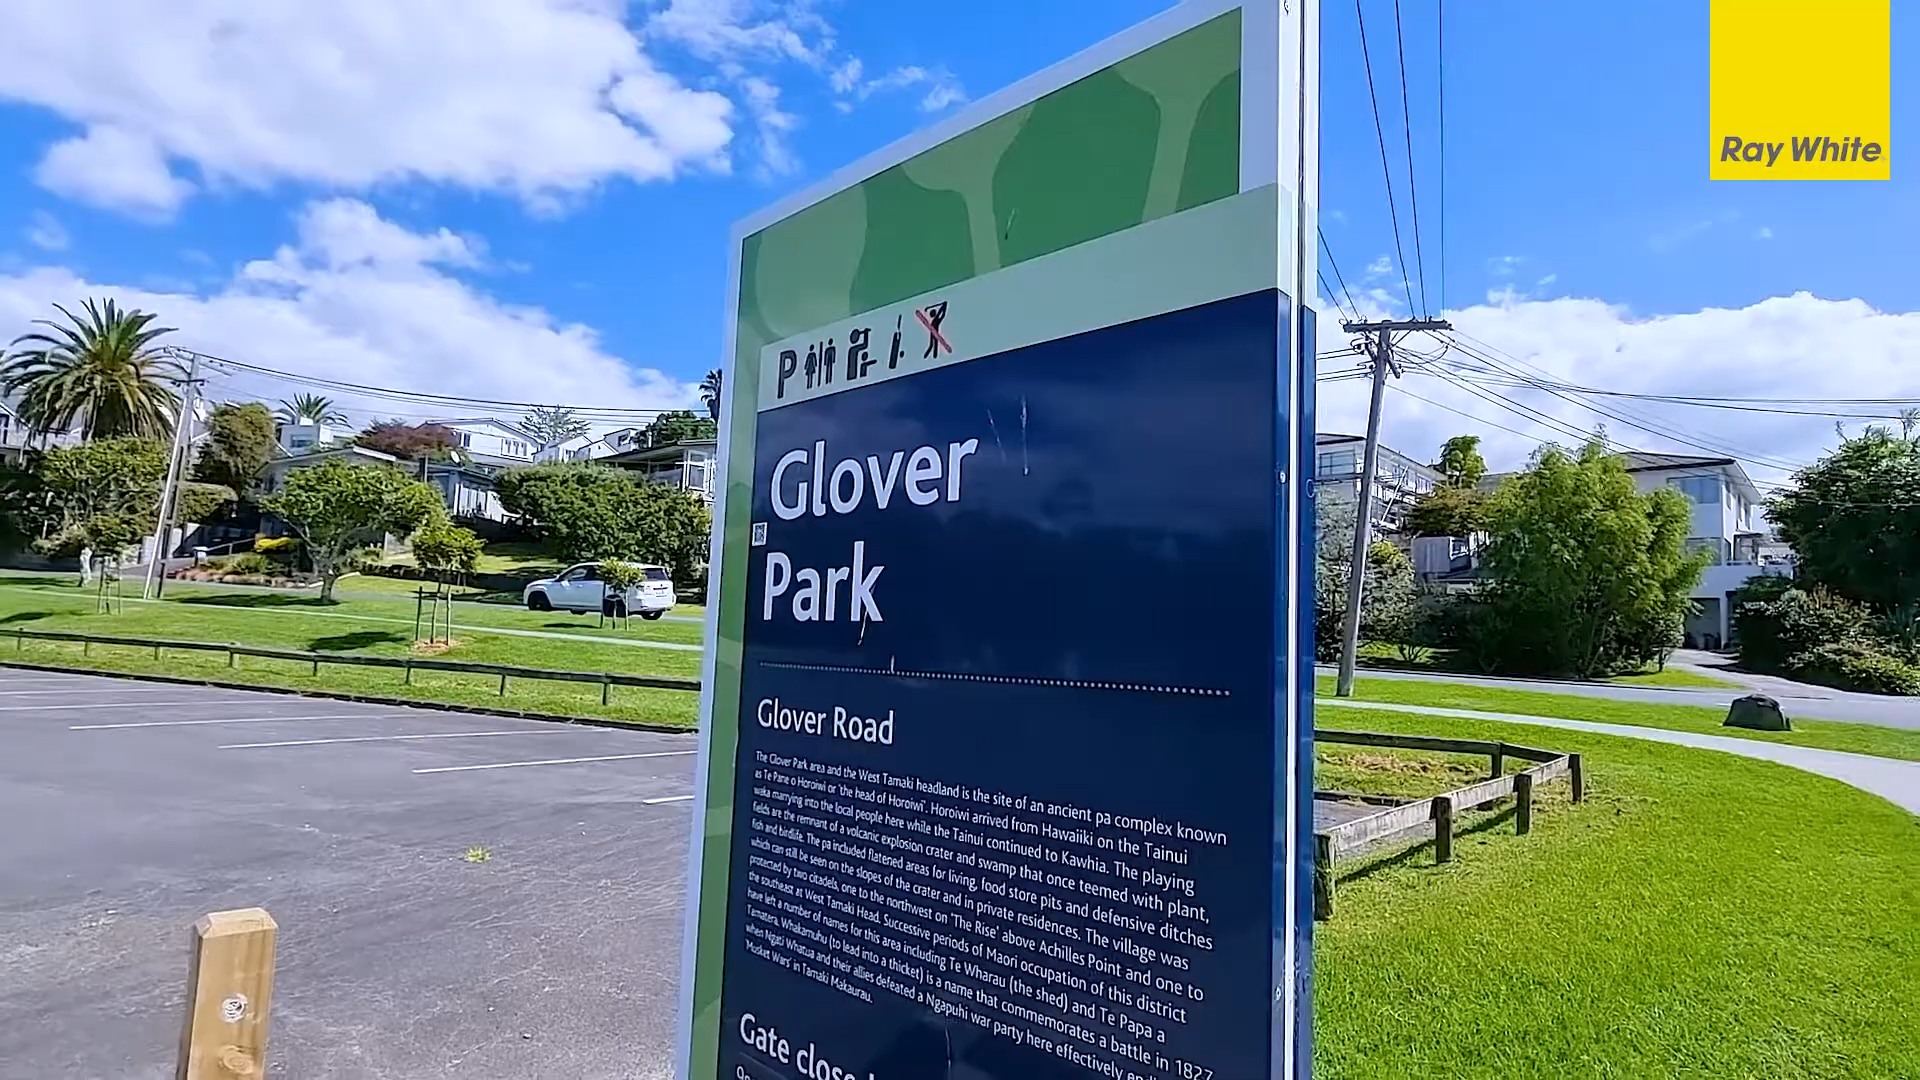 Ray White
P
Glover
Park
Glover Road
The Glover Park area and the West Tamaki headland is the site of an ancient pa complex known
as Te Pane o Horoiwi or 'the head of Horoiwi'. Horoiwi arrived from Hawaiiki on the Tainui
waka marrying into the local people here while the Tainui continued to Kawhia. The playing
fields are the remnant of a volcanic explosion crater and swamp that once teemed with plant,
fish and birdlife. The pa included flatened areas for living, food store pits and defensive ditches
which can still be seen on the slopes of the crater and in private residences. The village was
protected by two citadels, one to the northwest on 'The Rise' above Achilles Point and one to
the southeast at West Tamaki Head. Successive periods of Maori occupation of this district
have left a number of names for this area including Te Wharau (the shed) and Te Papa a
Tamatera. Whakamuhu (to lead into a thicket) is a name that commemorates a battle in 1827
when Ngati Whatua and their allies defeated a Ngapuhi war party here effectively
'Musket Wars' in Tamaki Makaurau.
Gate